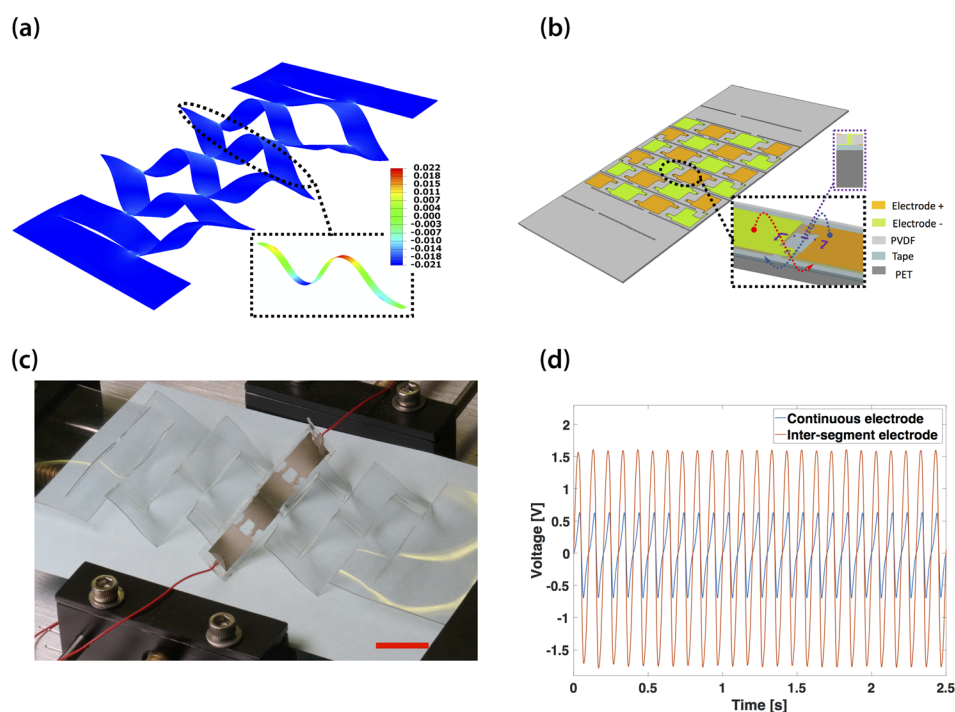 (a)
0.022
0.018
0.014
0.011
0.007
0.004
0.000
-0.003
-0.006
-0.010
-0.014
-0.018
-0.021
(b)
Electrode +
Electrode -
PVDF
Tape
PET
(c)
(d)
Continuous electrode
Inter-segment electrode
Voltage [V]
2
1.5
1
0.5
0
-0.5
-1
-1.5
0
0.5
1
1.5
2
2.5
Time [s]